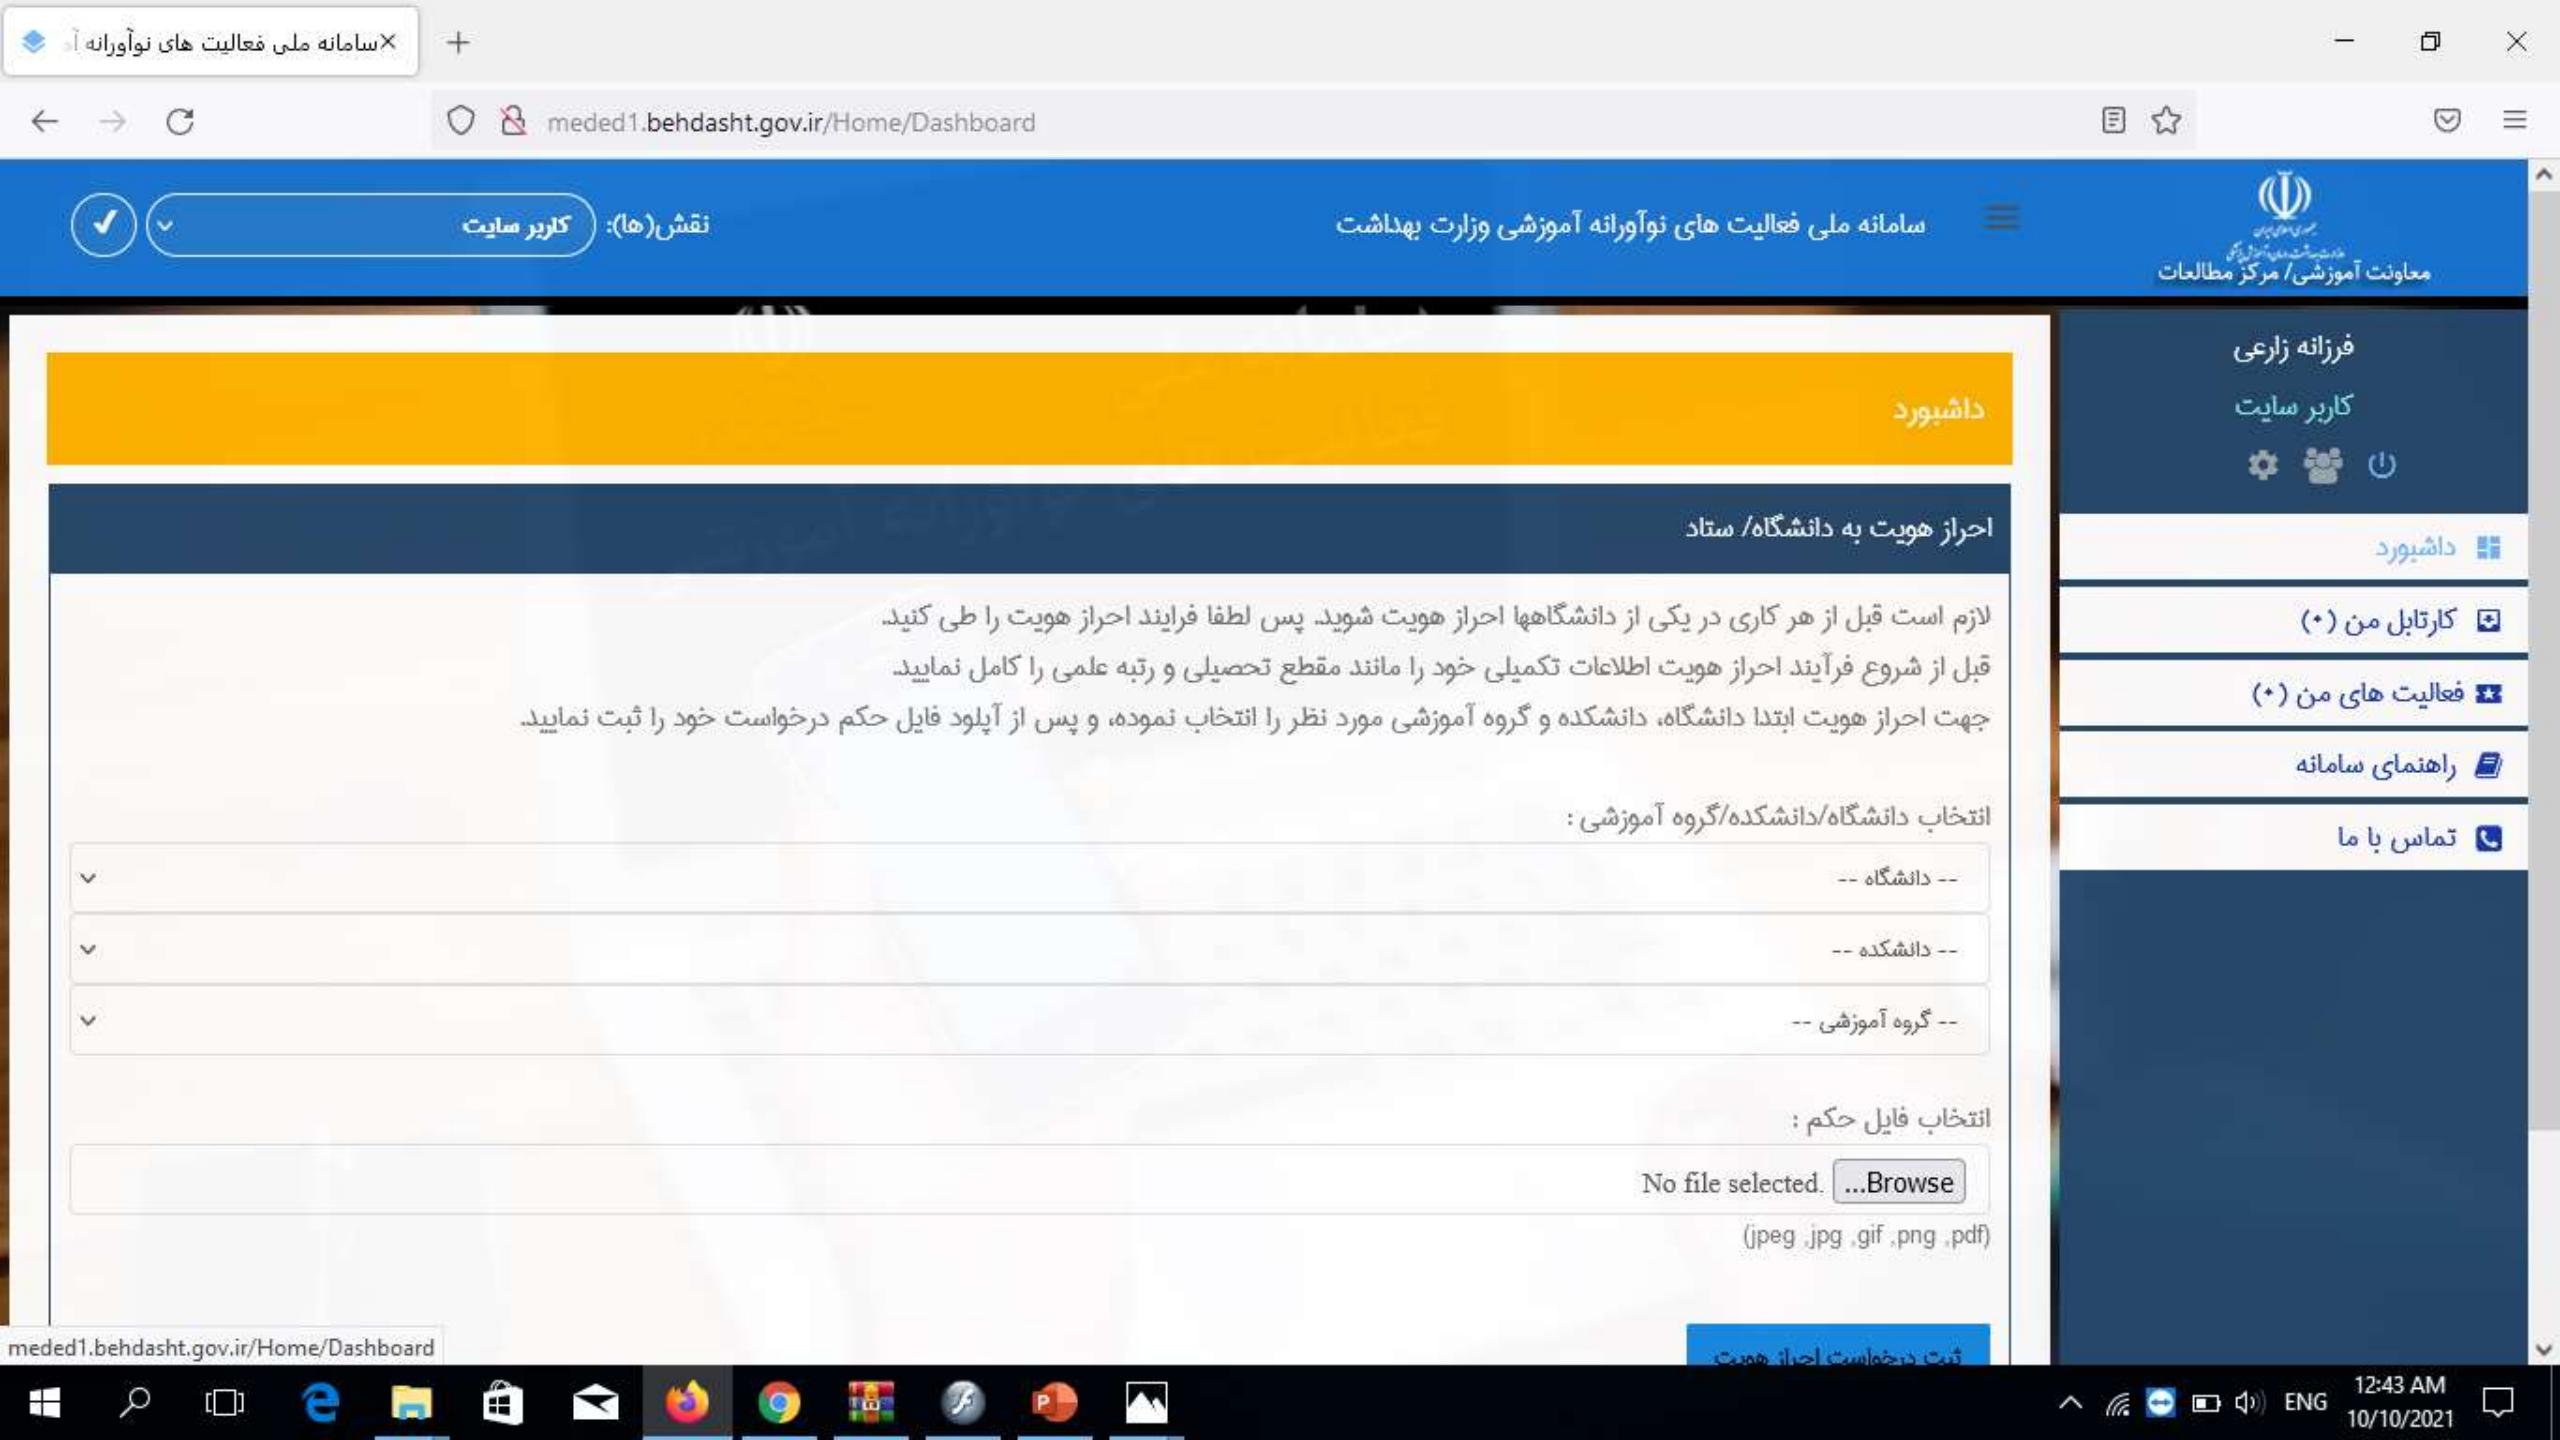 سامانه ملی فعالیت های نوآورانه آ
meded1.behdasht.gov.ir/Home/Dashboard
معاونت آموزشی/ مرکز مطالعات
سامانه ملی فعالیت های نوآورانه آموزشی وزارت بهداشت
نقش(ها): کاربر سایت
فرزانه زارعی
کاربر سایت
داشبورد
کارتابل من (۰)
فعالیت های من (۰)
راهنمای سامانه
تماس با ما
داشبورد
احراز هویت به دانشگاه/ ستاد
لازم است قبل از هر کاری در یکی از دانشگاهها احراز هویت شوید. پس لطفا فرایند احراز هویت را طی کنید.
قبل از شروع فرآیند احراز هویت اطلاعات تکمیلی خود را مانند مقطع تحصیلی و رتبه علمی را کامل نمایید.
جهت احراز هویت ابتدا دانشگاه، دانشکده و گروه آموزشی مورد نظر را انتخاب نموده، و پس از آپلود فایل حکم درخواست خود را ثبت نمایید.
انتخاب دانشگاه/دانشکده/گروه آموزشی :
-- دانشگاه --
-- دانشکده --
-- گروه آموزشی --
انتخاب فایل حکم :
No file selected. ...Browse
(jpeg ,jpg ,gif ,png ,pdf)
ثبت درخواست احراز هویت
meded1.behdasht.gov.ir/Home/Dashboard
ENG
12:43 AM
10/10/2021